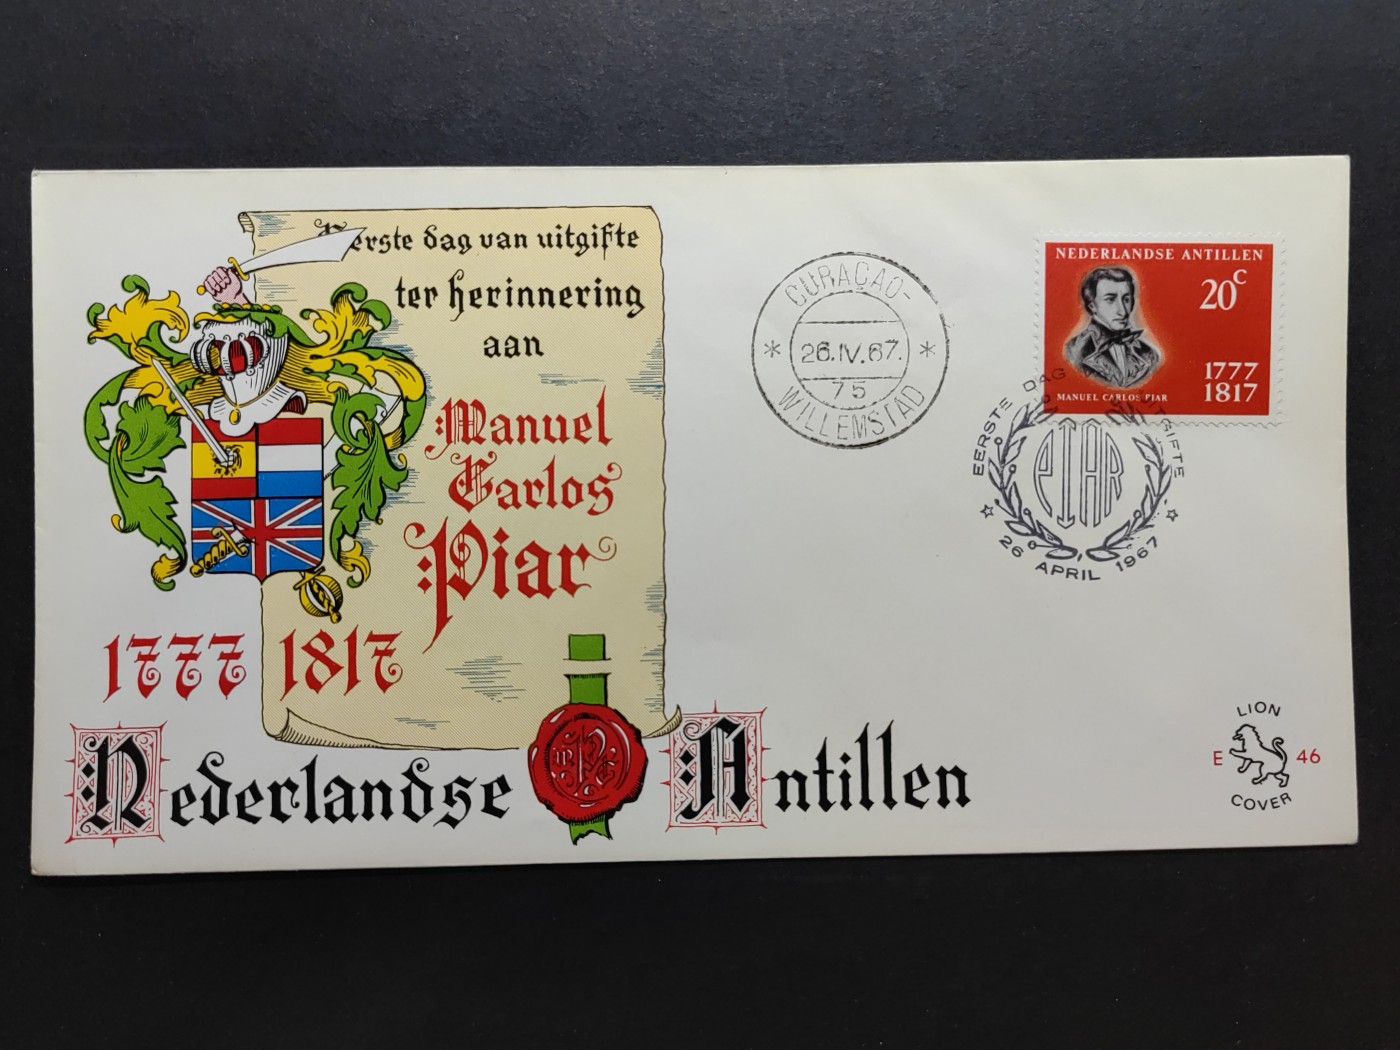 Eerste dag van uitgifte
ter herinnering
aan
Manuel
Carlos
Piar
1777 1817
Nederlandse Antillen
CURAÇAO-
26.IV.67.
75
WILLEMSTAD
NEDERLANDSE ANTILLEN
20c
1777
1817
MANUEL CARLOS PIAR
EERSTE DAG UITGIFTE
PIAR
26 APRIL 1967
LION
E 46
COVER